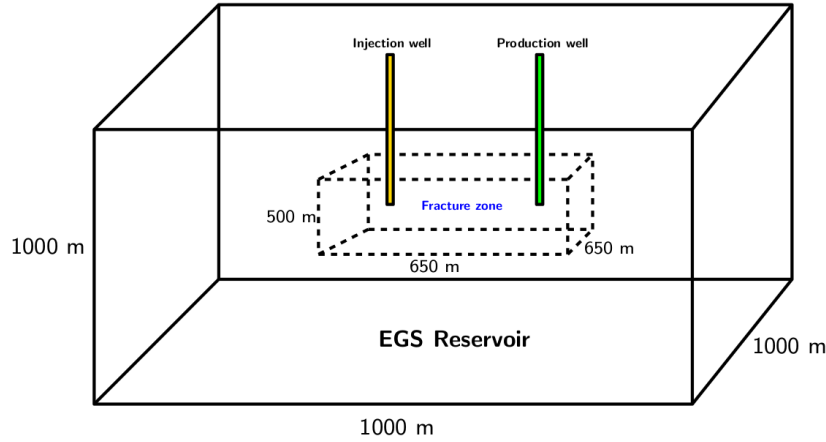 Injection well
Production well
Fracture zone
500 m
650 m
650 m
1000 m
EGS Reservoir
1000 m
1000 m